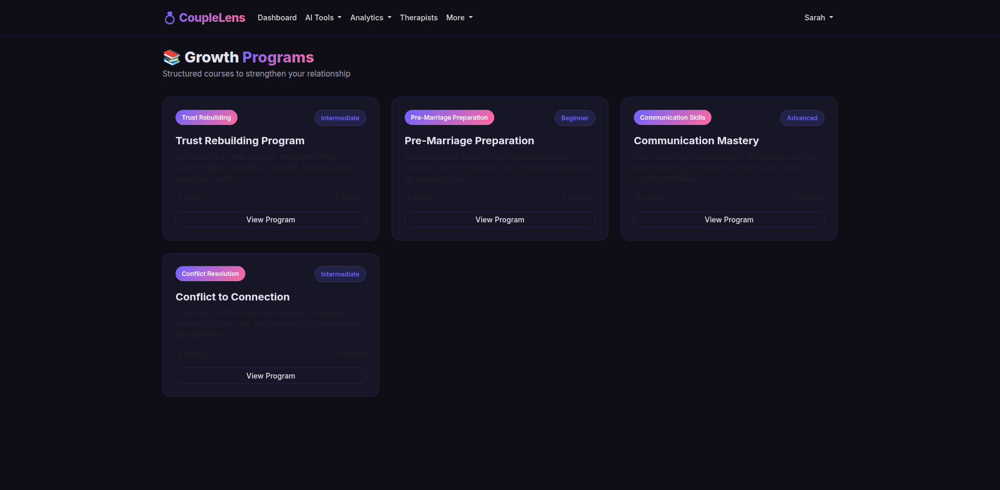 CoupleLens Dashboard AI Tools Analytics Therapists More Sarah
📚 Growth Programs
Structured courses to strengthen your relationship
Trust Rebuilding Intermediate
Trust Rebuilding Program
A structured 8-week program designed to help
couples rebuild trust after breaches. Includes guided
exercises, journal...
8 weeks 7 lessons
View Program
Pre-Marriage Preparation Beginner
Pre-Marriage Preparation
Comprehensive course covering communication,
finances, conflict resolution, and intimacy expectations
for engaged cou...
6 weeks 6 lessons
View Program
Communication Skills Advanced
Communication Mastery
Learn advanced communication techniques including
active listening, nonviolent communication, and
emotional intellige...
4 weeks 5 lessons
View Program
Conflict Resolution Intermediate
Conflict to Connection
Transform conflicts into opportunities for deeper
connection. Learn the Gottman method of processing
disagreements.
5 weeks 6 lessons
View Program